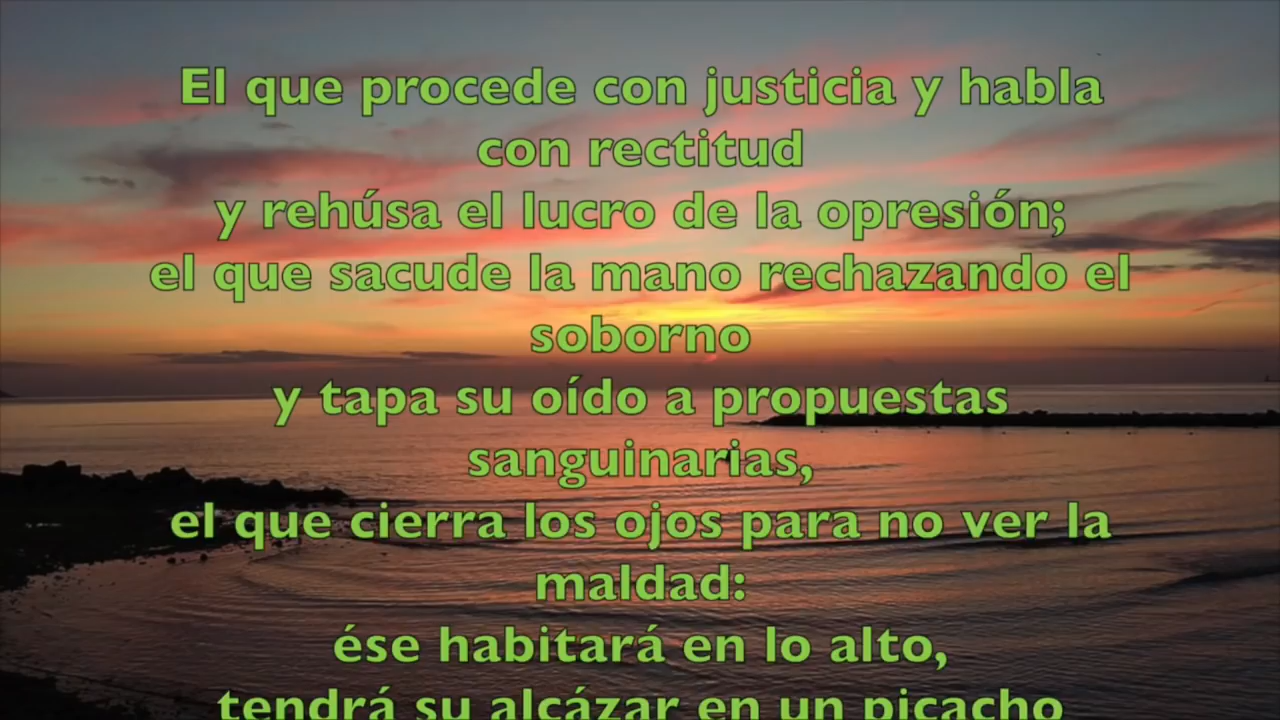 El que procede con justicia y habla
con rectitud
y rehúsa el lucro de la opresión;
el que sacude la mano rechazando el
soborno
y tapa su oído a propuestas
sanguinarias,
el que cierra los ojos para no ver la
maldad:
ése habitará en lo alto,
tendrá su alcázar en un picacho